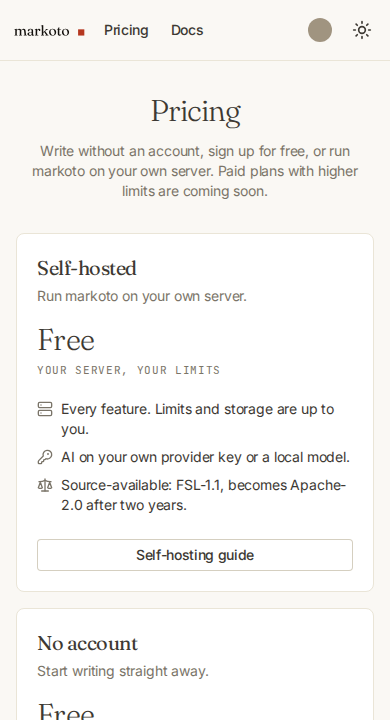 markoto
Pricing
Docs
Pricing
Write without an account, sign up for free, or run
markoto on your own server. Paid plans with higher
limits are coming soon.
Self-hosted
Run markoto on your own server.
Free
YOUR SERVER, YOUR LIMITS
Every feature. Limits and storage are up to
you.
AI on your own provider key or a local model.
Source-available: FSL-1.1, becomes Apache-
2.0 after two years.
Self-hosting guide
No account
Start writing straight away.
Free